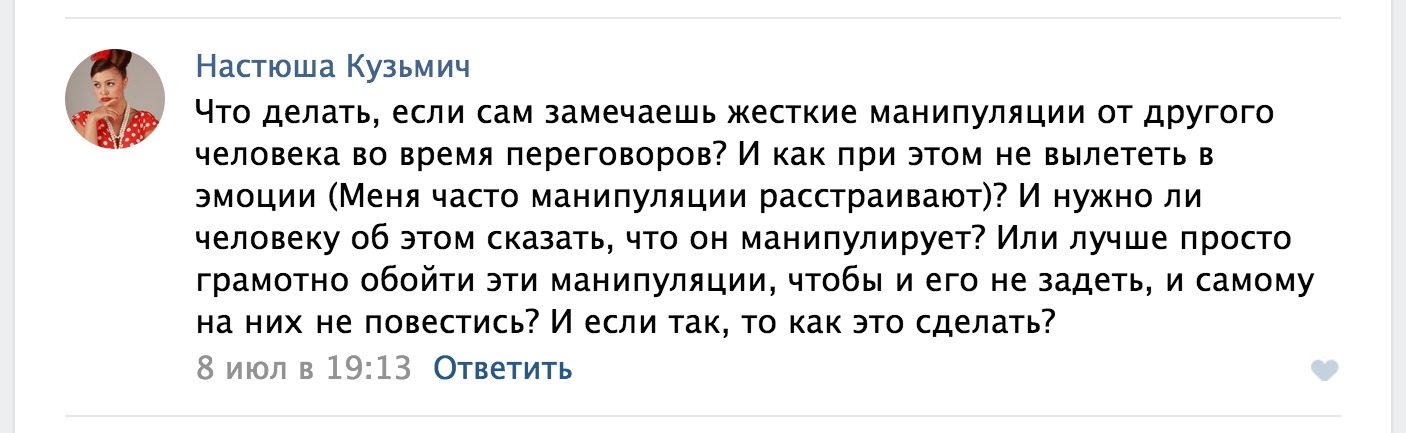 Настюша Кузьмич
Что делать, если сам замечаешь жесткие манипуляции от другого
человека во время переговоров? И как при этом не вылететь в
эмоции (Меня часто манипуляции расстраивают)? И нужно ли
человеку об этом сказать, что он манипулирует? Или лучше просто
грамотно обойти эти манипуляции, чтобы и его не задеть, и самому
на них не повестись? И если так, то как это сделать?
8 июл в 19:13 Ответить